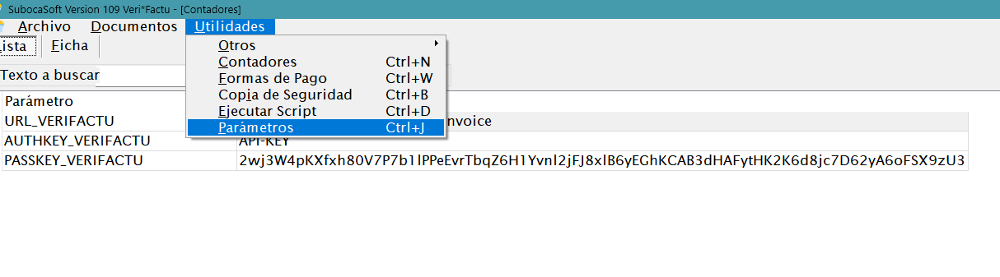 SubocaSoft Version 109 Veri*Factu - [Contadores]
Archivo Documentos Utilidades
ista Ficha
Otros
Contadores Ctrl+N
Formas de Pago Ctrl+W
Copia de Seguridad Ctrl+B
Ejecutar Script Ctrl+D
Parámetros Ctrl+J
Texto a buscar
Parámetro
URL_VERIFACTU nvoice
AUTHKEY_VERIFACTU API-KEY
PASSKEY_VERIFACTU 2wj3W4pKXfxh80V7P7b1lPPeEvrTbqZ6H1Yvnl2jFJ8xlB6yEGhKCAB3dHAFytHK2K6d8jc7D62yA6oFSX9zU3